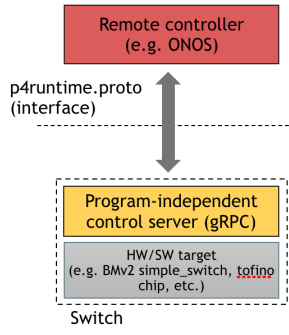 Remote controller
(e.g. ONOS)
p4runtime.proto
(interface)
Program-independent
control server (gRPC)
HW/SW target
(e.g. BMv2 simple_switch, tofino
chip, etc.)
Switch